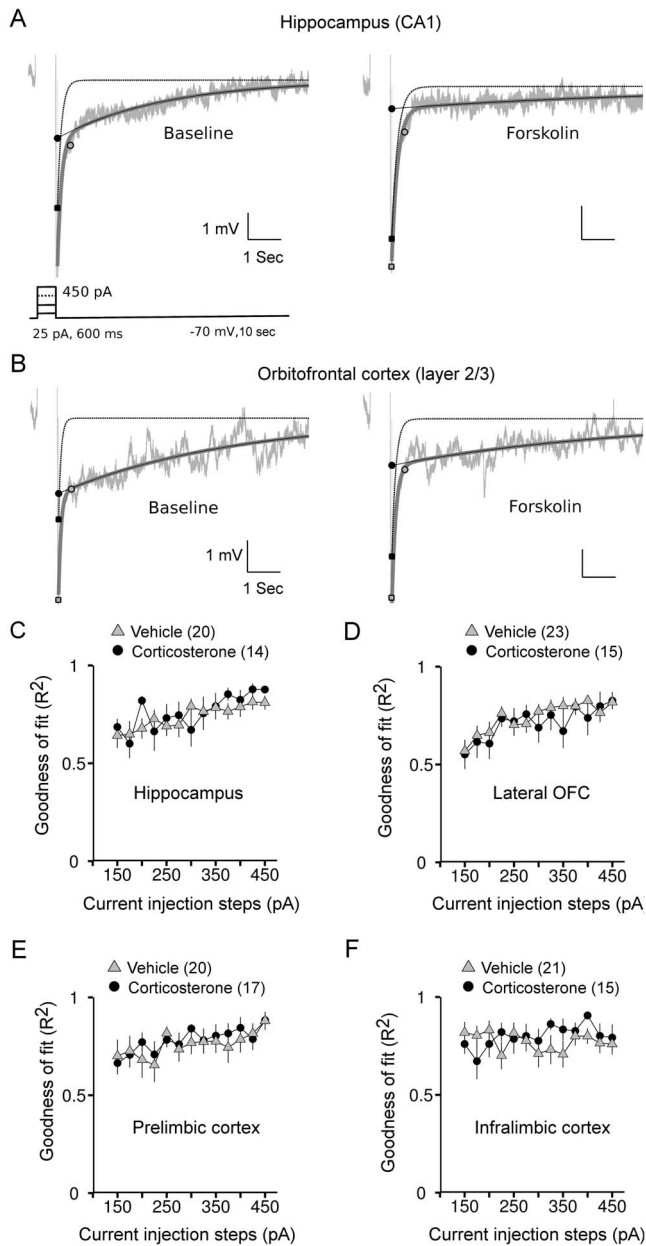 A
Hippocampus (CA1)
Baseline
Forskolin
1 mV
1 Sec
450 pA
25 pA, 600 ms
-70 mV,10 sec
B
Orbitofrontal cortex (layer 2/3)
Baseline
Forskolin
1 mV
1 Sec
C
Vehicle (20)
Corticosterone (14)
Goodness of fit (R²)
1
0.5
0
Hippocampus
150 250 350 450
Current injection steps (pA)
D
Vehicle (23)
Corticosterone (15)
Goodness of fit (R²)
1
0.5
0
Lateral OFC
150 250 350 450
Current injection steps (pA)
E
Vehicle (20)
Corticosterone (17)
Goodness of fit (R²)
1
0.5
0
Prelimbic cortex
150 250 350 450
Current injection steps (pA)
F
Vehicle (21)
Corticosterone (15)
Goodness of fit (R²)
1
0.5
0
Infralimbic cortex
150 250 350 450
Current injection steps (pA)